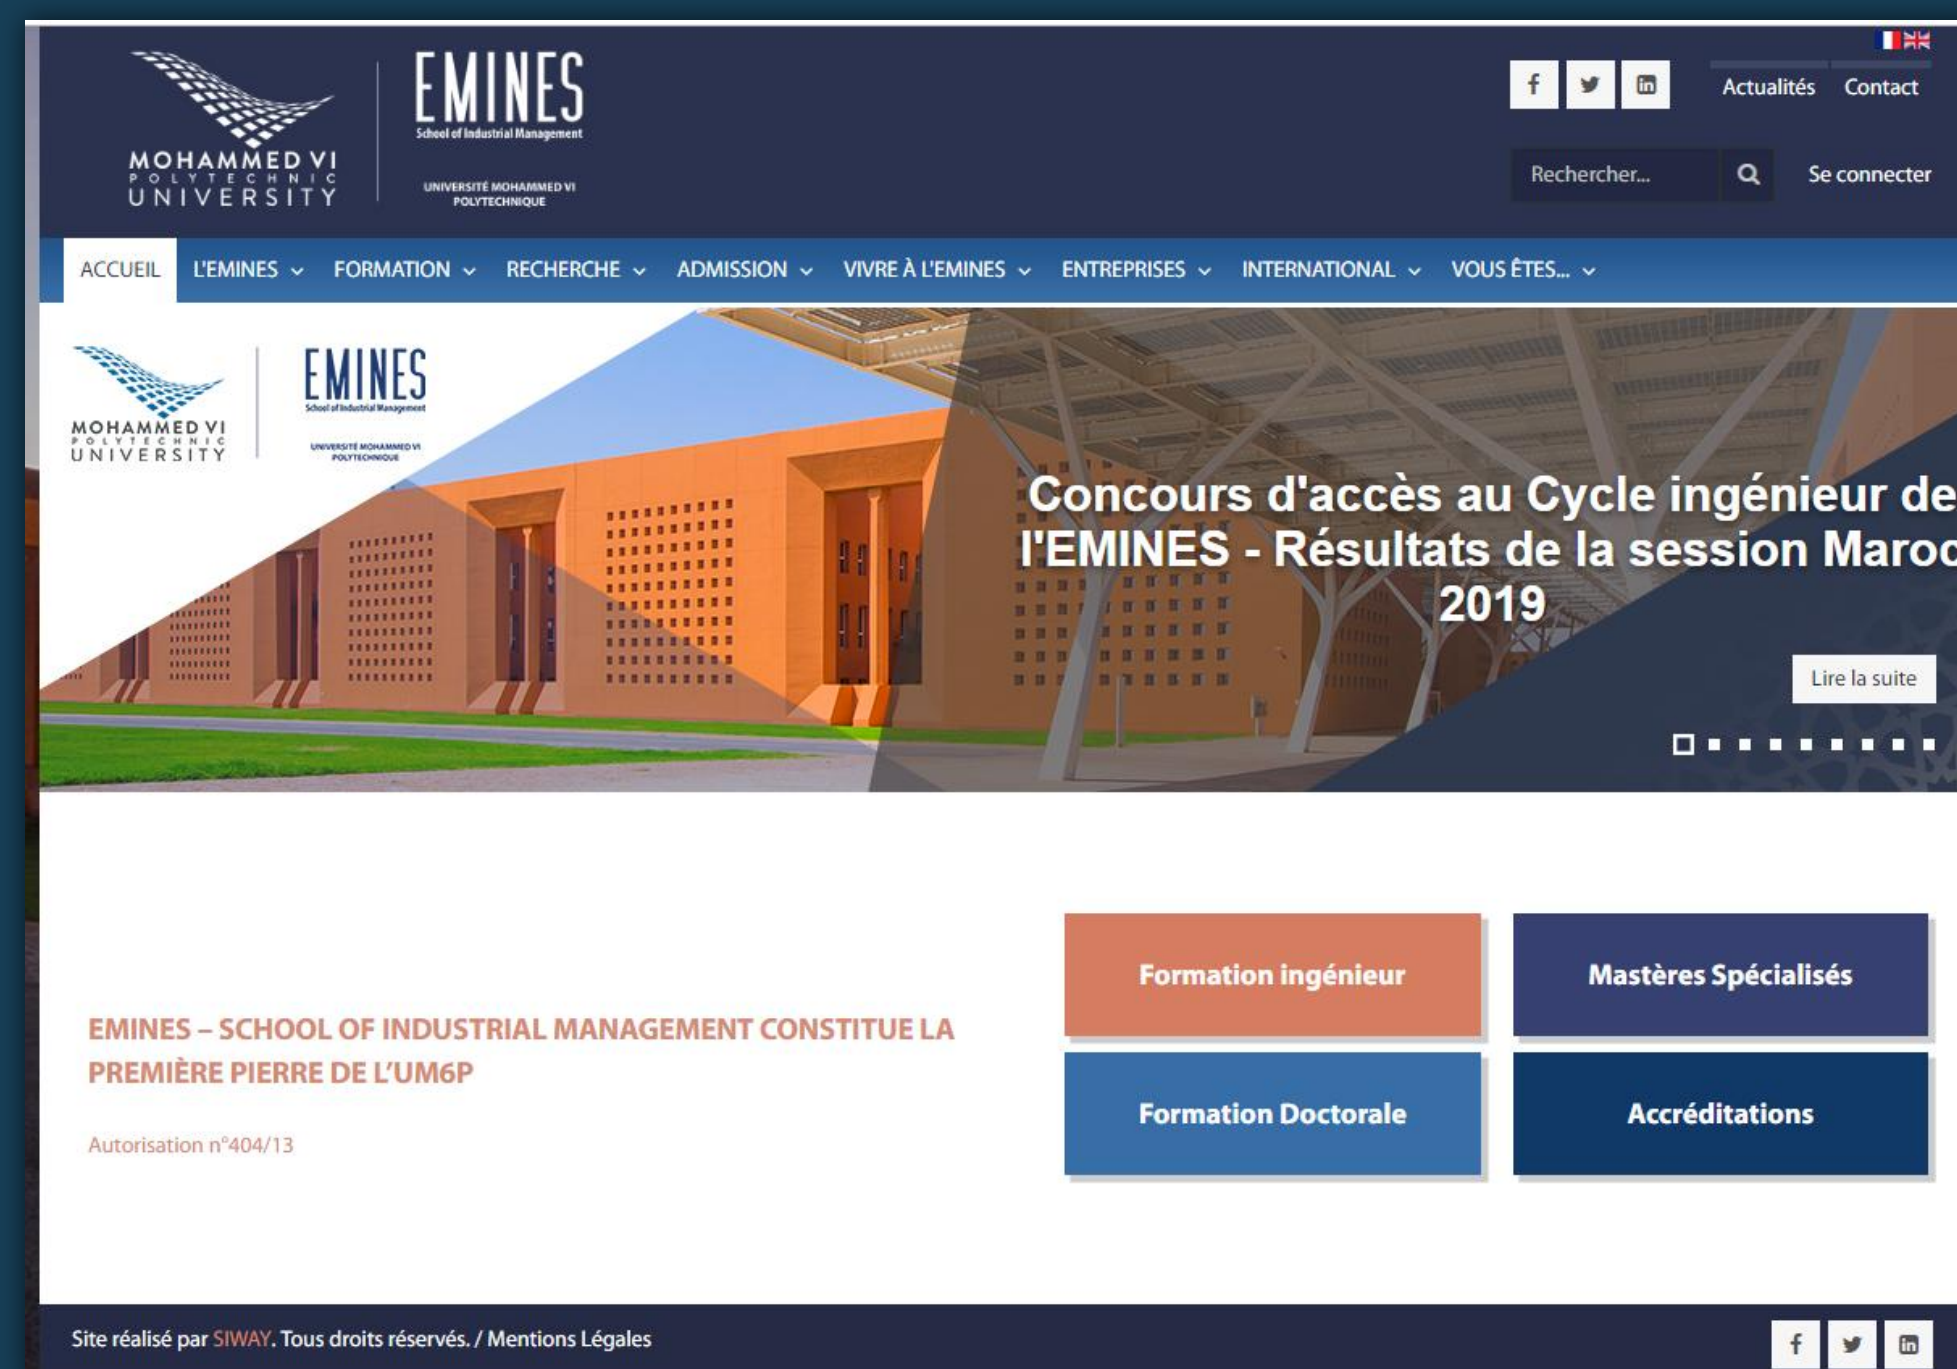 MOHAMMED VI
POLYTECHNIC
UNIVERSITY
EMINES
School of Industrial Management
UNIVERSITÉ MOHAMMED VI
POLYTECHNIQUE
Actualités Contact
Rechercher...
Se connecter
ACCUEIL L'EMINES FORMATION RECHERCHE ADMISSION VIVRE À L'EMINES ENTREPRISES INTERNATIONAL VOUS ÊTES...
MOHAMMED VI
POLYTECHNIC
UNIVERSITY
EMINES
School of Industrial Management
UNIVERSITÉ MOHAMMED VI
POLYTECHNIQUE
Concours d'accès au Cycle ingénieur de
l'EMINES - Résultats de la session Maroc
2019
Lire la suite
EMINES – SCHOOL OF INDUSTRIAL MANAGEMENT CONSTITUE LA
PREMIÈRE PIERRE DE L'UM6P
Autorisation n°404/13
Formation ingénieur
Mastères Spécialisés
Formation Doctorale
Accréditations
Site réalisé par SIWAY. Tous droits réservés. / Mentions Légales